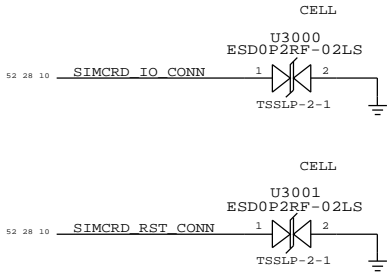 CELL
U3000
ESD0P2RF-02LS
52 28 10 SIMCRD_IO_CONN 1 2
TSSLP-2-1
CELL
U3001
ESD0P2RF-02LS
52 28 10 SIMCRD_RST_CONN 1 2
TSSLP-2-1